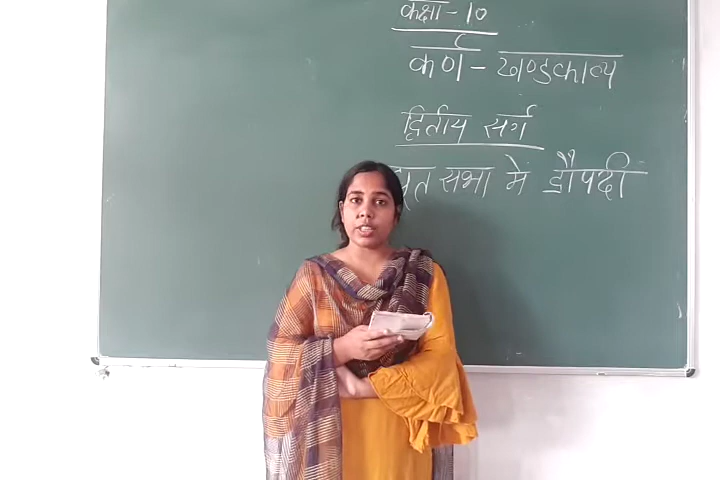 कक्षा - 10
कर्ण - खण्डकाव्य
द्वितीय सर्ग
सभा में द्रौपदी